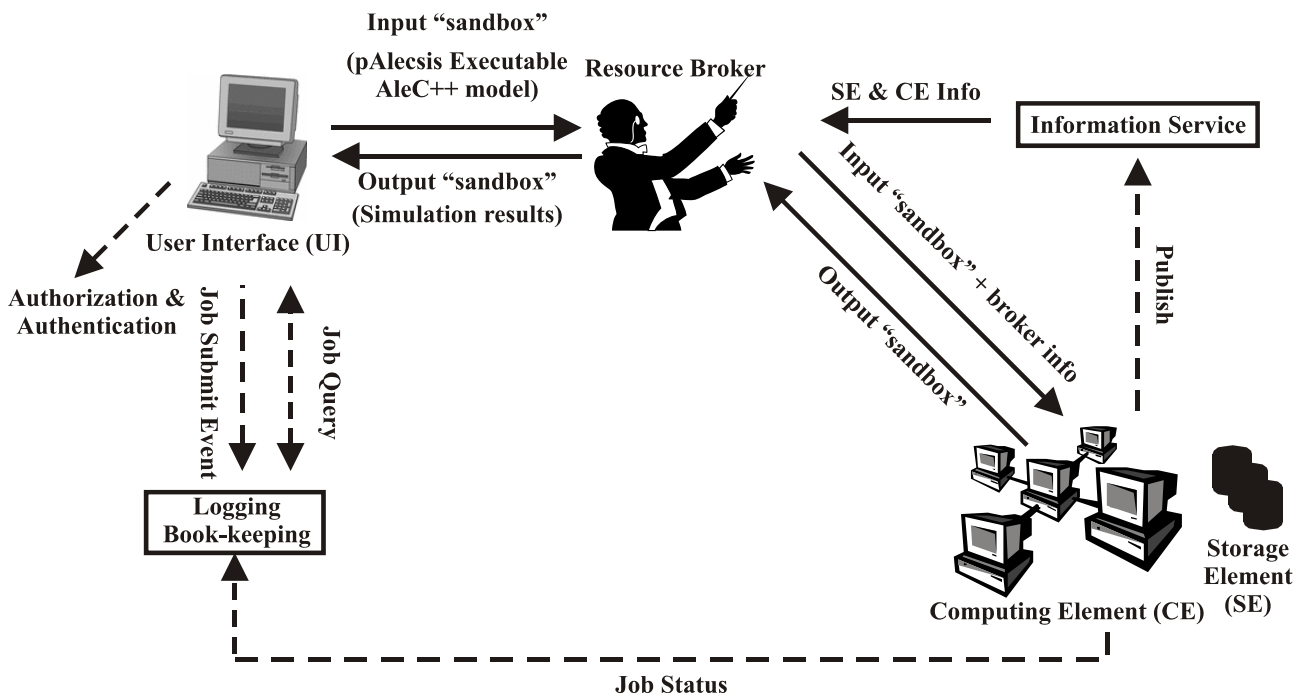 Input “sandbox”
(pAlecsis Executable
AleC++ model)
Resource Broker
SE & CE Info
Information Service
Output “sandbox”
(Simulation results)
User Interface (UI)
Authorization &
Authentication
Job Submit Event
Job Query
Input “sandbox” + broker info
Output “sandbox”
Publish
Logging
Book-keeping
Storage
Element
(SE)
Computing Element (CE)
Job Status